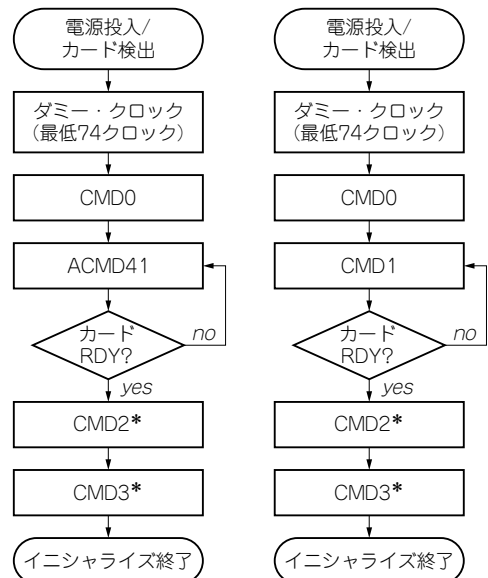 電源投入/
カード検出
ダミー・クロック
(最低74クロック)
CMD0
ACMD41
カード
RDY?
no
yes
CMD2*
CMD3*
イニシャライズ終了
電源投入/
カード検出
ダミー・クロック
(最低74クロック)
CMD0
CMD1
カード
RDY?
no
yes
CMD2*
CMD3*
イニシャライズ終了